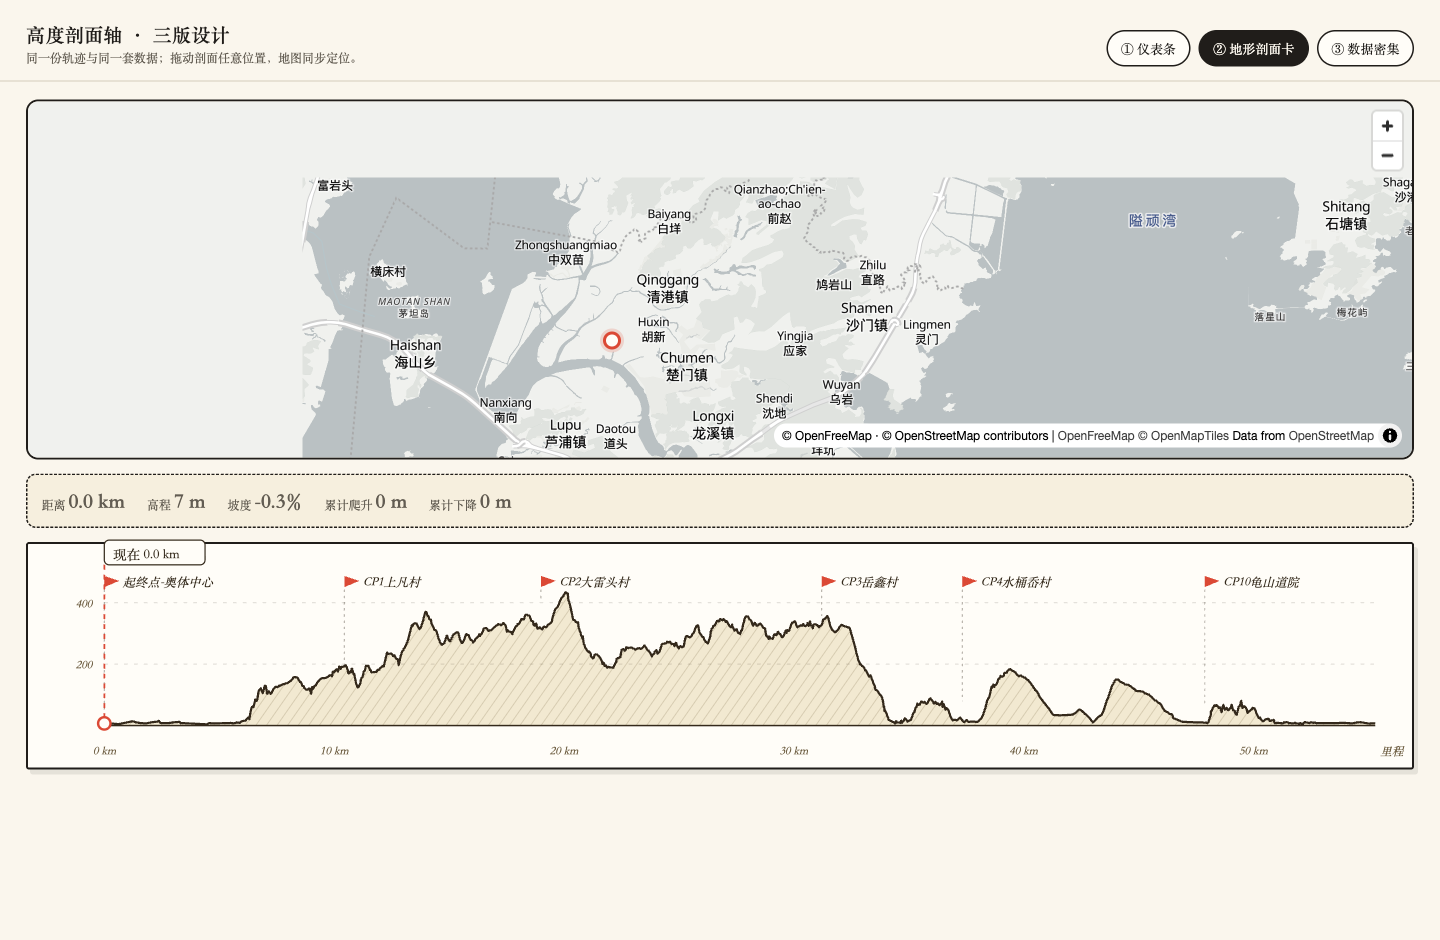 高度剖面轴 · 三版设计
同一份轨迹与同一套数据；拖动剖面任意位置，地图同步定位。
① 仪表条
② 地形剖面卡
③ 数据密集
富岩头
Qianzhao;Ch'ien-
ao-chao
前赵
Shitang
石塘镇
Baiyang
白垟
隘顽湾
Zhongshuangmiao
中双苗
横床村
Qinggang
清港镇
鸠岩山
Zhilu
直路
MAOTAN SHAN
茅坦岛
Shamen
沙门镇
Lingmen
灵门
落星山
梅花屿
Huxin
胡新
Yingjia
应家
Haishan
海山乡
Chumen
楚门镇
Wuyan
乌岩
Nanxiang
南向
Shendi
沈地
Lupu
芦浦镇
Daotou
道头
Longxi
龙溪镇
© OpenFreeMap · © OpenStreetMap contributors | OpenFreeMap © OpenMapTiles Data from OpenStreetMap
距离 0.0 km 高程 7 m 坡度 -0.3% 累计爬升 0 m 累计下降 0 m
现在 0.0 km
起终点-奥体中心
CP1上凡村
CP2大雷头村
CP3岳鑫村
CP4水桶岙村
CP10龟山道院
400
200
0 km
10 km
20 km
30 km
40 km
50 km
里程